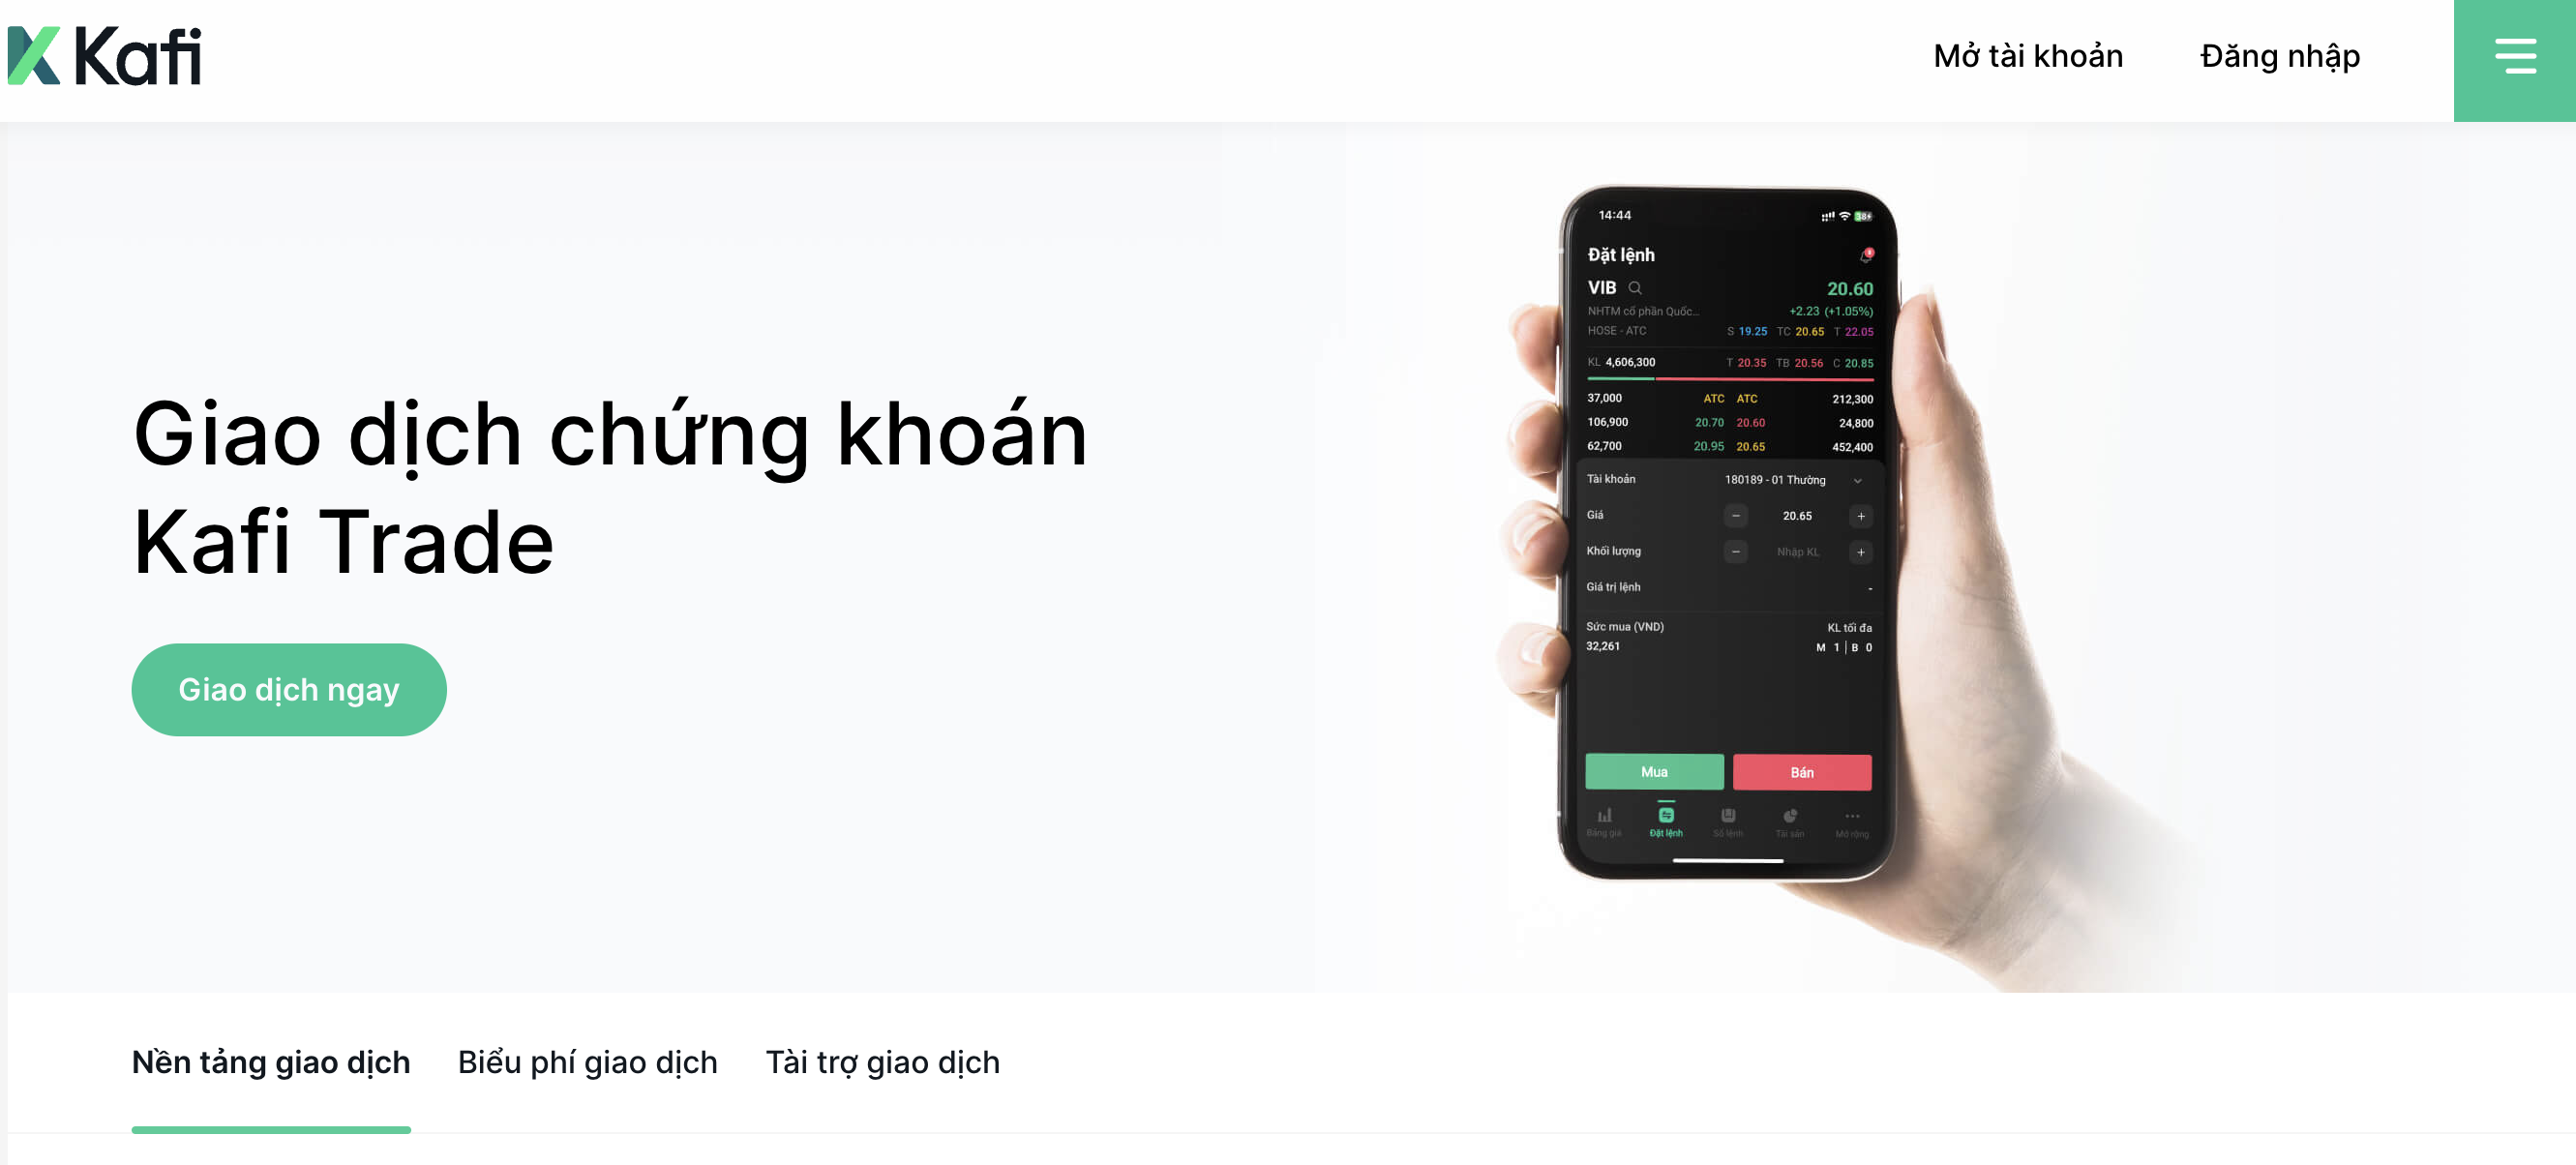 Kafi
Mở tài khoản
Đăng nhập
Giao dịch chứng khoán
Kafi Trade
Giao dịch ngay
14:44
38
Đặt lệnh
VIB
20.60
NHTM cổ phần Quốc...
+2.23 (+1.05%)
HOSE - ATC
S 19.25 TC 20.65 T 22.05
KL 4,606,300
T 20.35 TB 20.56 C 20.85
37,000 ATC ATC 212,300
106,900 20.70 20.60 24,800
62,700 20.95 20.65 452,400
Tài khoản 180189 - 01 Thường
Giá − 20.65 +
Khối lượng − Nhập KL +
Giá trị lệnh -
Sức mua (VND) KL tối đa
32,261 M 1 | B 0
Mua Bán
Bảng giá Đặt lệnh Sổ lệnh Tài sản Mở rộng
Nền tảng giao dịch
Biểu phí giao dịch
Tài trợ giao dịch